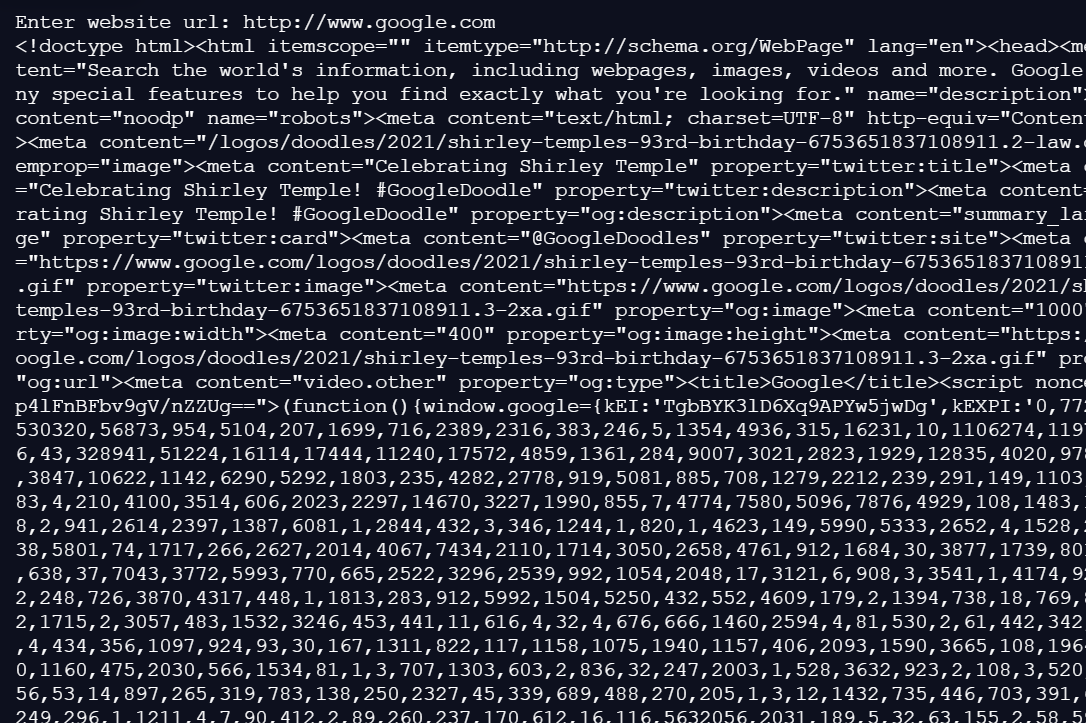 Enter website url: http://www.google.com
<!doctype html><html itemscope="" itemtype="http://schema.org/WebPage" lang="en"><head><me
tent="Search the world's information, including webpages, images, videos and more. Google
ny special features to help you find exactly what you're looking for." name="description">
content="noodp" name="robots"><meta content="text/html; charset=UTF-8" http-equiv="Conten
><meta content="/logos/doodles/2021/shirley-temples-93rd-birthday-6753651837108911.2-law.
emprop="image"><meta content="Celebrating Shirley Temple" property="twitter:title"><meta c
="Celebrating Shirley Temple! #GoogleDoodle" property="twitter:description"><meta content=
rating Shirley Temple! #GoogleDoodle" property="og:description"><meta content="summary_la
ge" property="twitter:card"><meta content="@GoogleDoodles" property="twitter:site"><meta c
="https://www.google.com/logos/doodles/2021/shirley-temples-93rd-birthday-675365183710891
.gif" property="twitter:image"><meta content="https://www.google.com/logos/doodles/2021/sh
temples-93rd-birthday-6753651837108911.3-2xa.gif" property="og:image"><meta content="1000
rty="og:image:width"><meta content="400" property="og:image:height"><meta content="https:
oogle.com/logos/doodles/2021/shirley-temples-93rd-birthday-6753651837108911.3-2xa.gif" pro
"og:url"><meta content="video.other" property="og:type"><title>Google</title><script nonc
p4lFnBFbv9gV/nZZUg==">(function(){window.google={kEI:'TgbBYK3lD6Xq9APYw5jwDg',kEXPI:'0,772
530320,56873,954,5104,207,1699,716,2389,2316,383,246,5,1354,4936,315,16231,10,1106274,119
6,43,328941,51224,16114,17444,11240,17572,4859,1361,284,9007,3021,2823,1929,12835,4020,978
,3847,10622,1142,6290,5292,1803,235,4282,2778,919,5081,885,708,1279,2212,239,291,149,1103
83,4,210,4100,3514,606,2023,2297,14670,3227,1990,855,7,4774,7580,5096,7876,4929,108,1483,
8,2,941,2614,2397,1387,6081,1,2844,432,3,346,1244,1,820,1,4623,149,5990,5333,2652,4,1528,
38,5801,74,1717,266,2627,2014,4067,7434,2110,1714,3050,2658,4761,912,1684,30,3877,1739,80
,638,37,7043,3772,5993,770,665,2522,3296,2539,992,1054,2048,17,3121,6,908,3,3541,1,4174,9
2,248,726,3870,4317,448,1,1813,283,912,5992,1504,5250,432,552,4609,179,2,1394,738,18,769,
2,1715,2,3057,483,1532,3246,453,441,11,616,4,32,4,676,666,1460,2594,4,81,530,2,61,442,342
,4,434,356,1097,924,93,30,167,1311,822,117,1158,1075,1940,1157,406,2093,1590,3665,108,196
0,1160,475,2030,566,1534,81,1,3,707,1303,603,2,836,32,247,2003,1,528,3632,923,2,108,3,520
56,53,14,897,265,319,783,138,250,2327,45,339,689,488,270,205,1,3,12,1432,735,446,703,391,
249,296,1,1211,4,7,90,412,2,89,260,237,170,612,16,116,5632056,2031,189,5,32,63,155,2,58,